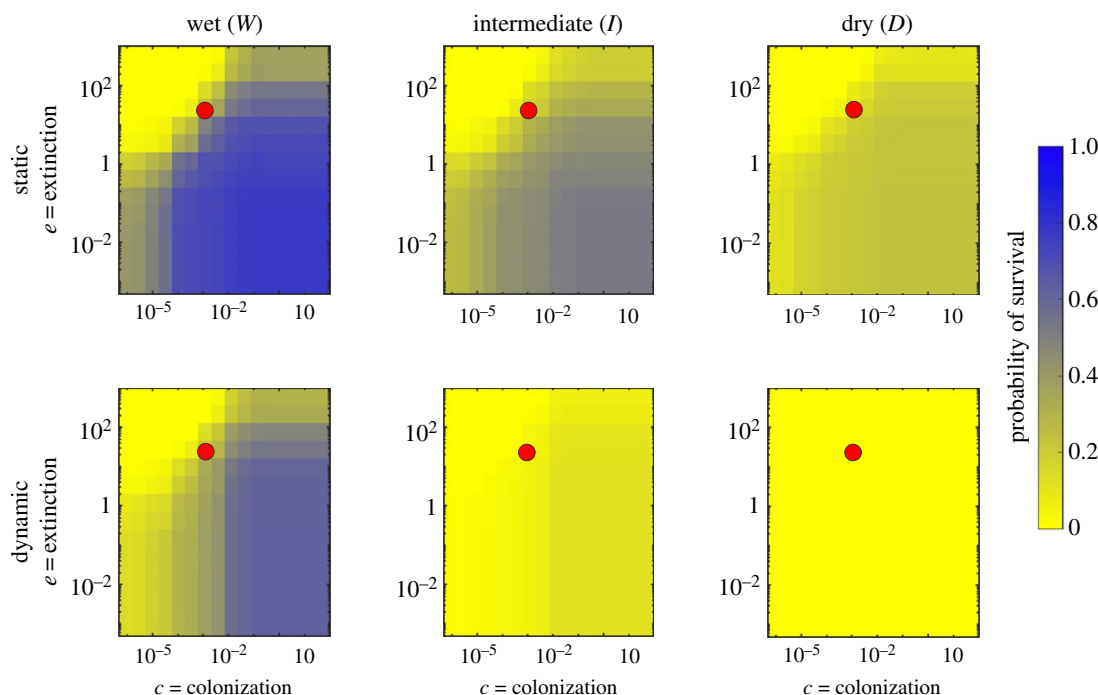 wet (W) intermediate (I) dry (D)
static
e = extinction
10² 10² 10²
1 1 1
10⁻² 10⁻² 10⁻²
10⁻⁵ 10⁻² 10 10⁻⁵ 10⁻² 10 10⁻⁵ 10⁻² 10
dynamic
e = extinction
10² 10² 10²
1 1 1
10⁻² 10⁻² 10⁻²
10⁻⁵ 10⁻² 10 10⁻⁵ 10⁻² 10 10⁻⁵ 10⁻² 10
c = colonization c = colonization c = colonization
probability of survival
1.0
0.8
0.6
0.4
0.2
0